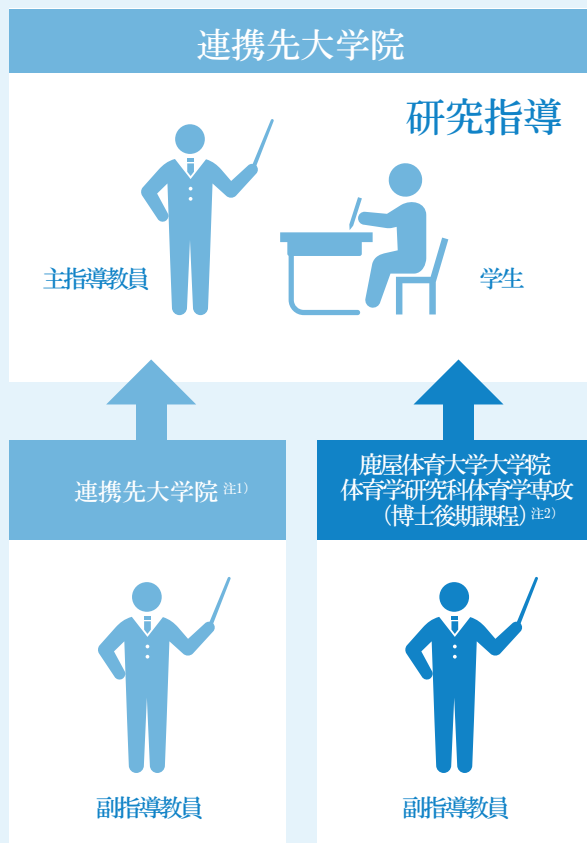 連携先大学院
研究指導
主指導教員
学生
連携先大学院 注1）
鹿屋体育大学大学院
体育学研究科体育学専攻
（博士後期課程）注2）
副指導教員
副指導教員